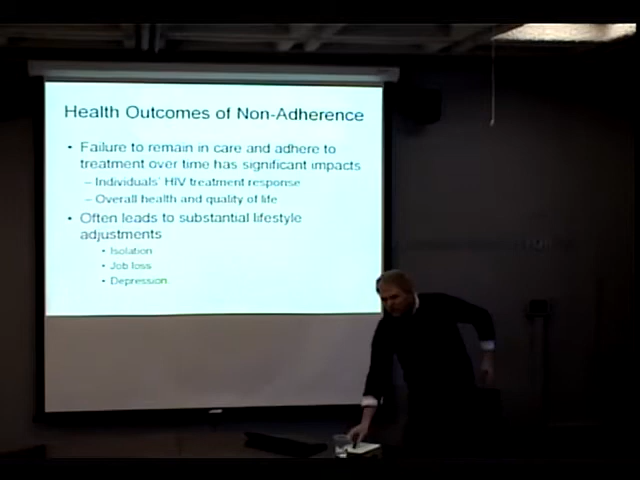 Health Outcomes of Non-Adherence
• Failure to remain in care and adhere to
treatment over time has significant impacts
– Individuals' HIV treatment response
– Overall health and quality of life
• Often leads to substantial lifestyle
adjustments
• Isolation
• Job loss
• Depression